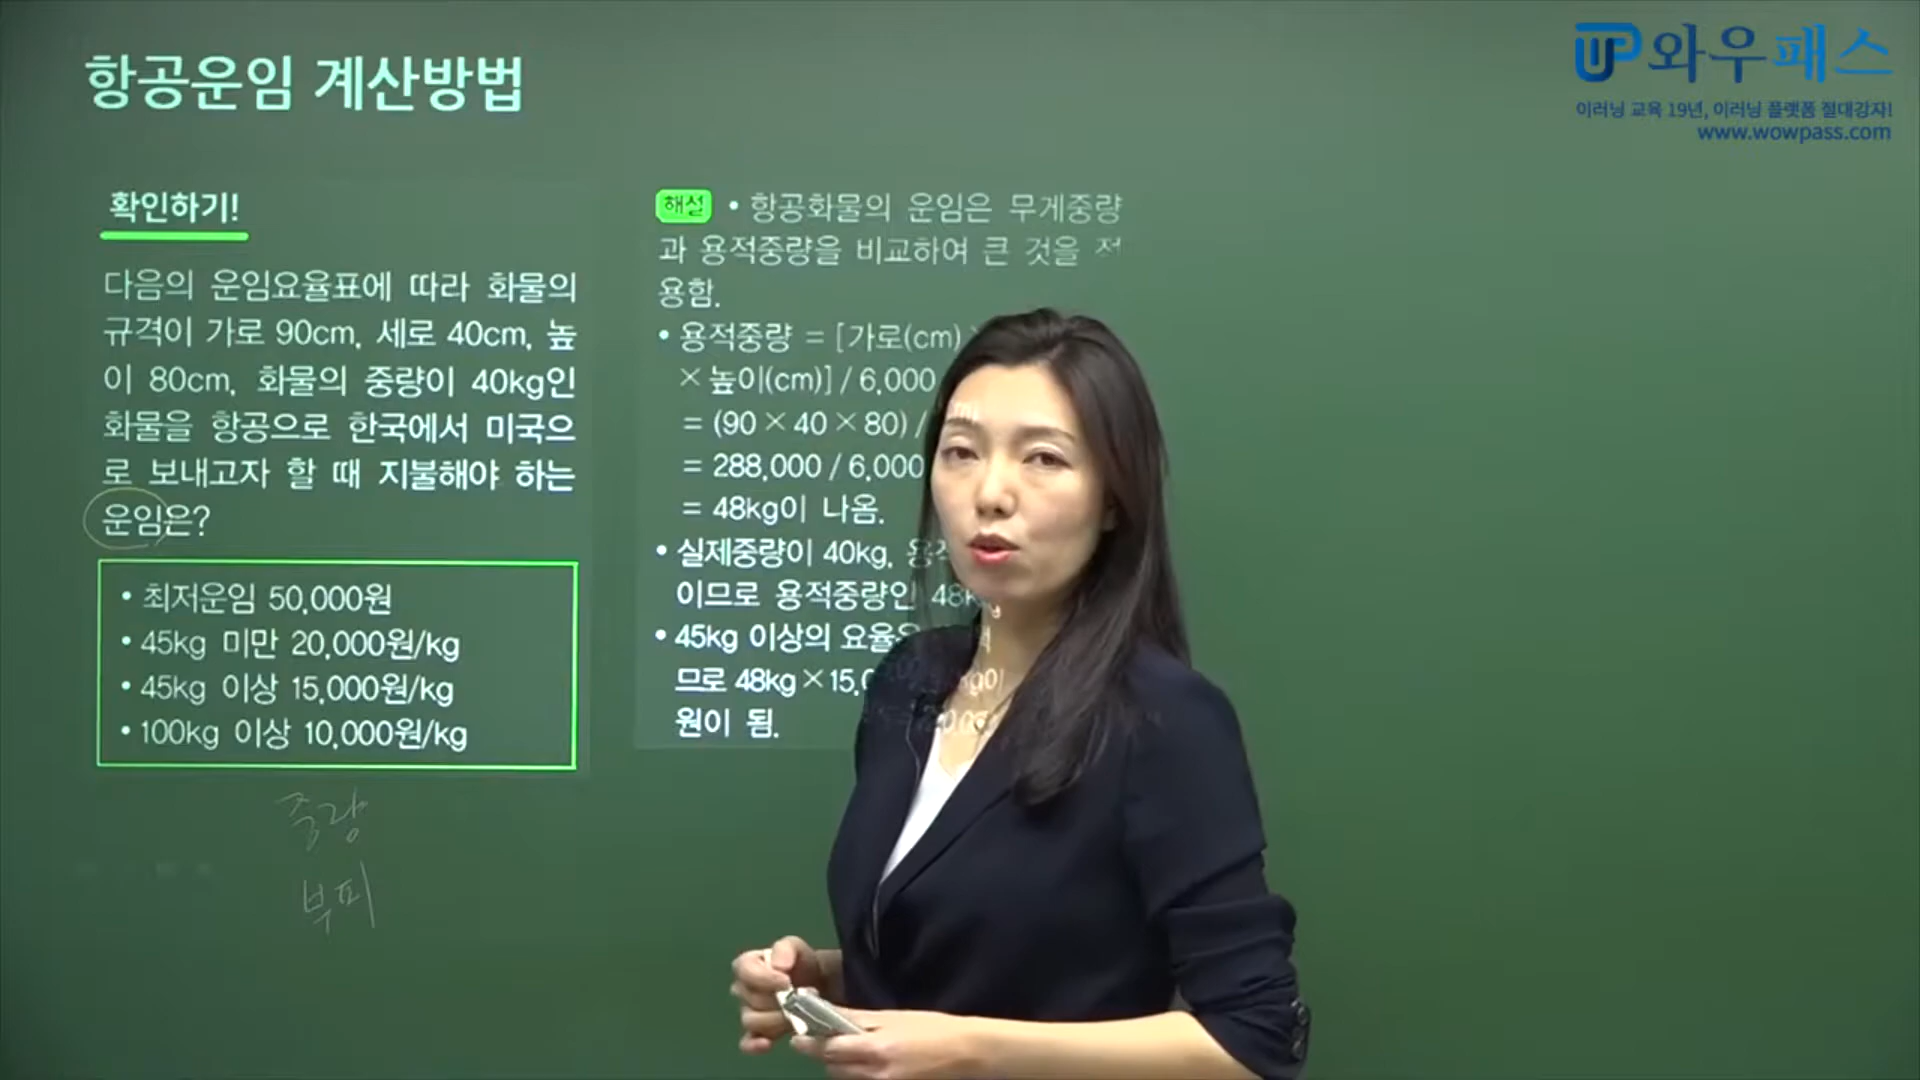 항공운임 계산방법
와우패스
이러닝 교육 19년, 이러닝 플랫폼 절대강자!
www.wowpass.com
확인하기!
다음의 운임요율표에 따라 화물의
규격이 가로 90cm, 세로 40cm, 높
이 80cm, 화물의 중량이 40kg인
화물을 항공으로 한국에서 미국으
로 보내고자 할 때 지불해야 하는
운임은?
• 최저운임 50,000원
• 45kg 미만 20,000원/kg
• 45kg 이상 15,000원/kg
• 100kg 이상 10,000원/kg
중량
부피
해설 • 항공화물의 운임은 무게중량
과 용적중량을 비교하여 큰 것을 적
용함.
• 용적중량 = [가로(cm)
× 높이(cm)] / 6,000
= (90 × 40 × 80) /
= 288,000 / 6,000
= 48kg이 나옴.
• 실제중량이 40kg,
이므로 용적중량인 48kg
• 45kg 이상의 요율은
므로 48kg×15,0
원이 됨.